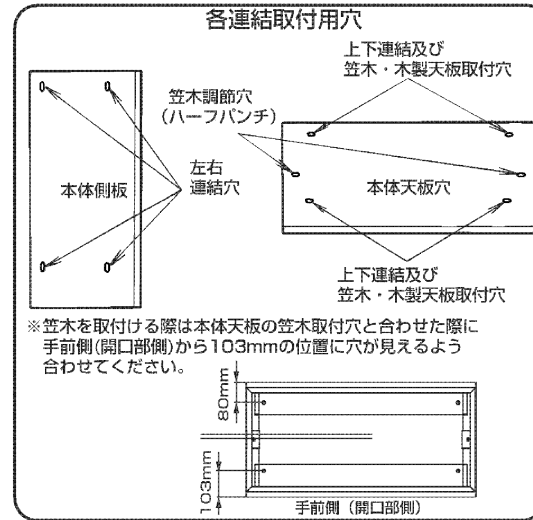 各連結取付用穴
上下連結及び
笠木・木製天板取付穴
笠木調節穴
(ハーフパンチ)
左右
連結穴
本体側板
本体天板穴
上下連結及び
笠木・木製天板取付穴
※笠木を取付ける際は本体天板の笠木取付穴と合わせた際に
手前側(開口部側)から103mmの位置に穴が見えるよう
合わせてください。
80mm
103mm
手前側(開口部側)